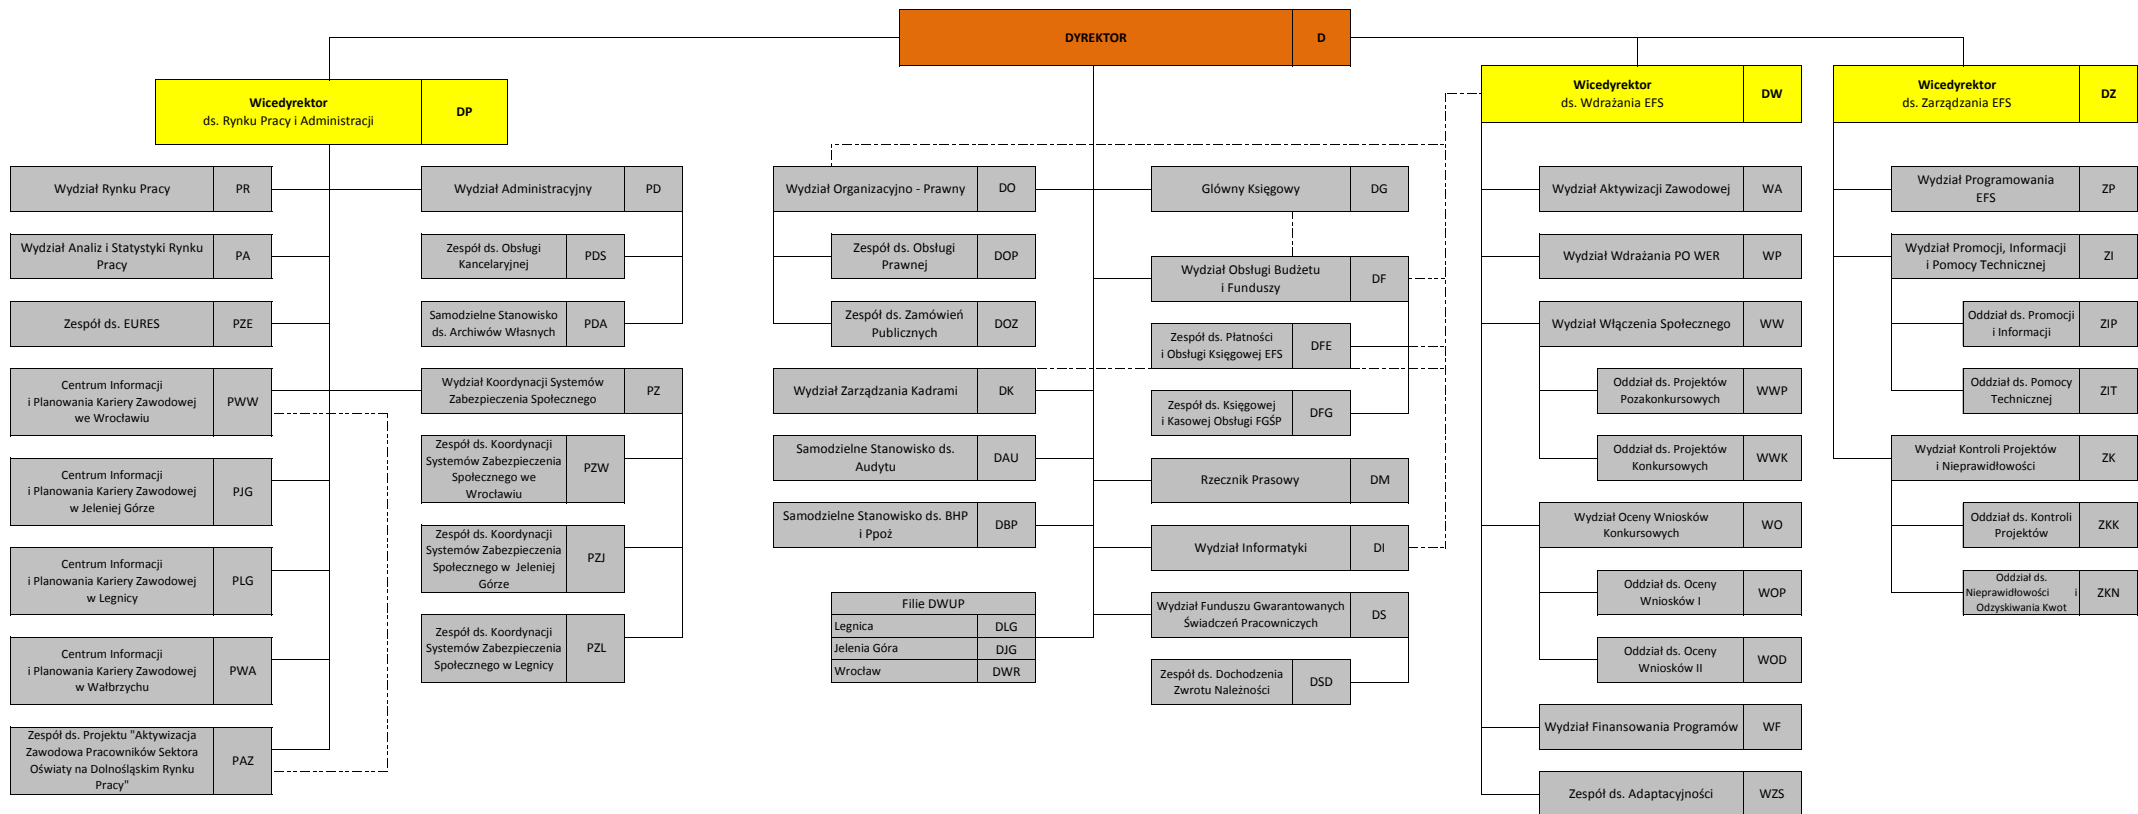 DYREKTOR D
Wicedyrektor
ds. Rynku Pracy i Administracji
DP
Wicedyrektor
ds. Wdrażania EFS
DW
Wicedyrektor
ds. Zarządzania EFS
DZ
Wydział Rynku Pracy PR
Wydział Analiz i Statystyki Rynku
Pracy
PA
Zespół ds. EURES PZE
Centrum Informacji
i Planowania Kariery Zawodowej
we Wrocławiu
PWW
Centrum Informacji
i Planowania Kariery Zawodowej
w Jeleniej Górze
PJG
Centrum Informacji
i Planowania Kariery Zawodowej
w Legnicy
PLG
Centrum Informacji
i Planowania Kariery Zawodowej
w Wałbrzychu
PWA
Zespół ds. Projektu "Aktywizacja
Zawodowa Pracowników Sektora
Oświaty na Dolnośląskim Rynku
Pracy"
PAZ
Wydział Administracyjny PD
Zespół ds. Obsługi
Kancelaryjnej
PDS
Samodzielne Stanowisko
ds. Archiwów Własnych
PDA
Wydział Koordynacji Systemów
Zabezpieczenia Społecznego
PZ
Zespół ds. Koordynacji
Systemów Zabezpieczenia
Społecznego we
Wrocławiu
PZW
Zespół ds. Koordynacji
Systemów Zabezpieczenia
Społecznego w Jeleniej
Górze
PZJ
Zespół ds. Koordynacji
Systemów Zabezpieczenia
Społecznego w Legnicy
PZL
Wydział Organizacyjno - Prawny DO
Zespół ds. Obsługi
Prawnej
DOP
Zespół ds. Zamówień
Publicznych
DOZ
Wydział Zarządzania Kadrami DK
Samodzielne Stanowisko ds.
Audytu
DAU
Samodzielne Stanowisko ds. BHP
i Ppoż
DBP
Filie DWUP
Legnica DLG
Jelenia Góra DJG
Wrocław DWR
Glówny Księgowy DG
Wydział Obsługi Budżetu
i Funduszy
DF
Zespół ds. Płatności
i Obsługi Księgowej EFS
DFE
Zespół ds. Księgowej
i Kasowej Obsługi FGŚP
DFG
Rzecznik Prasowy DM
Wydział Informatyki DI
Wydział Funduszu Gwarantowanych
Świadczeń Pracowniczych
DS
Zespół ds. Dochodzenia
Zwrotu Należności
DSD
Wydział Aktywizacji Zawodowej WA
Wydział Wdrażania PO WER WP
Wydział Włączenia Społecznego WW
Oddział ds. Projektów
Pozakonkursowych
WWP
Oddział ds. Projektów
Konkursowych
WWK
Wydział Oceny Wniosków
Konkursowych
WO
Oddział ds. Oceny
Wniosków I
WOP
Oddział ds. Oceny
Wniosków II
WOD
Wydział Finansowania Programów WF
Zespół ds. Adaptacyjności WZS
Wydział Programowania
EFS
ZP
Wydział Promocji, Informacji
i Pomocy Technicznej
ZI
Oddział ds. Promocji
i Informacji
ZIP
Oddział ds. Pomocy
Technicznej
ZIT
Wydział Kontroli Projektów
i Nieprawidłowości
ZK
Oddział ds. Kontroli
Projektów
ZKK
Oddział ds.
Nieprawidłowości i
Odzyskiwania Kwot
ZKN